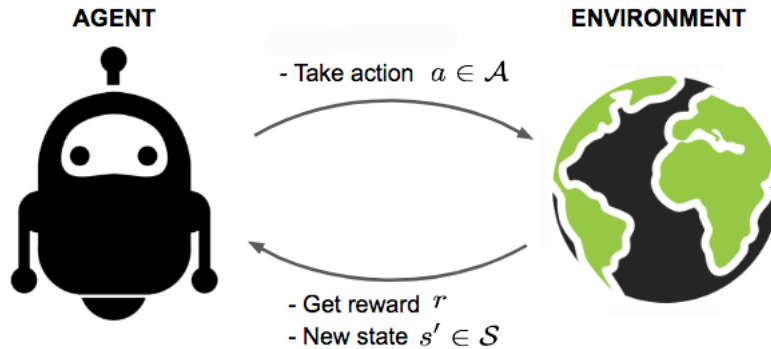 AGENT
ENVIRONMENT
- Take action a ∈ 𝒜
- Get reward r
- New state s′ ∈ 𝒮